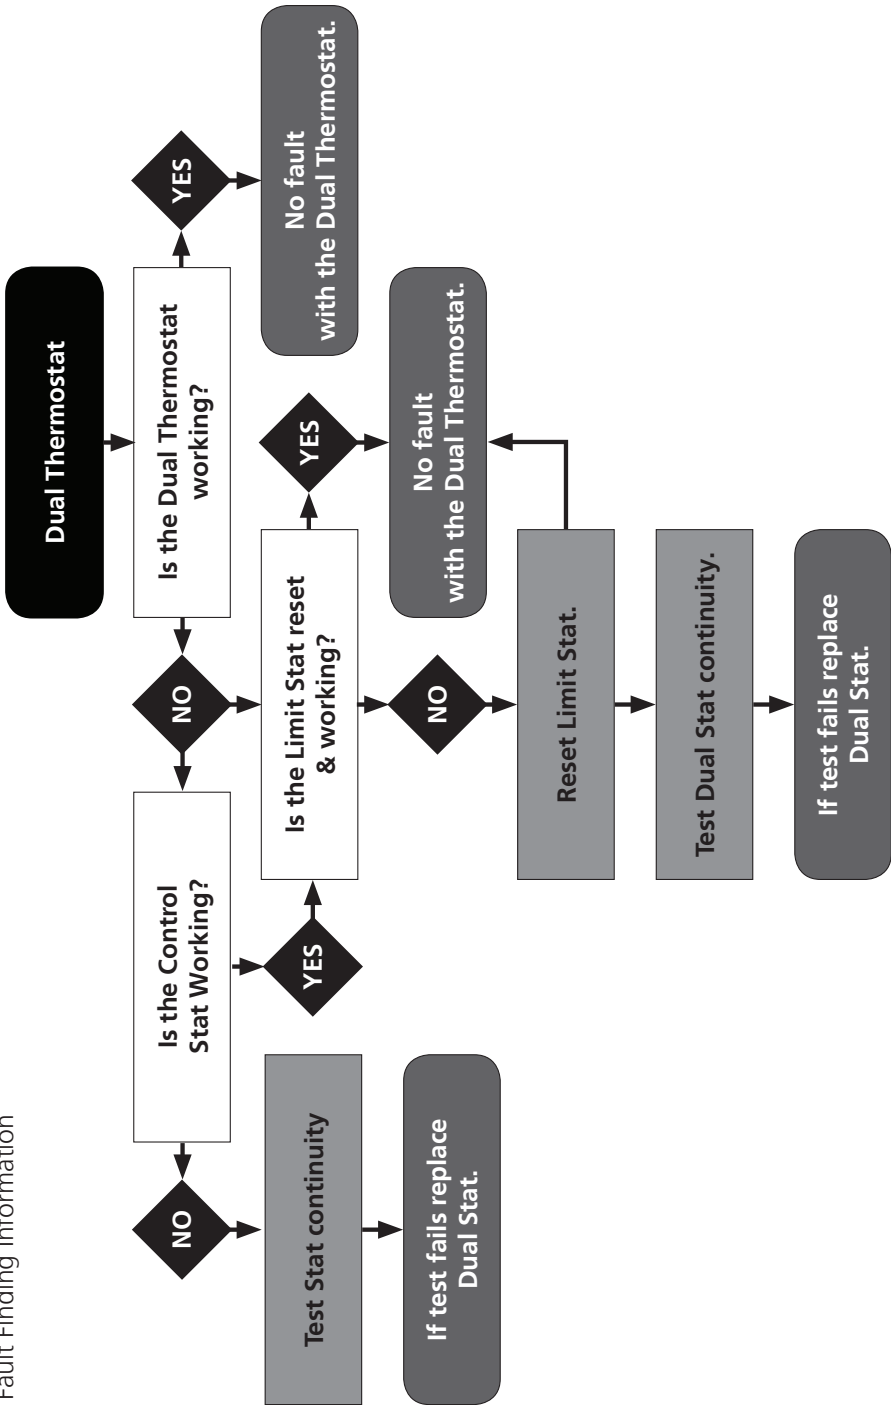 Fault Finding Information
Dual Thermostat
Is the Dual Thermostat
working?
YES
No fault
with the Dual Thermostat.
NO
Is the Control
Stat Working?
NO
Test Stat continuity
If test fails replace
Dual Stat.
YES
Is the Limit Stat reset
& working?
YES
No fault
with the Dual Thermostat.
NO
Reset Limit Stat.
Test Dual Stat continuity.
If test fails replace
Dual Stat.